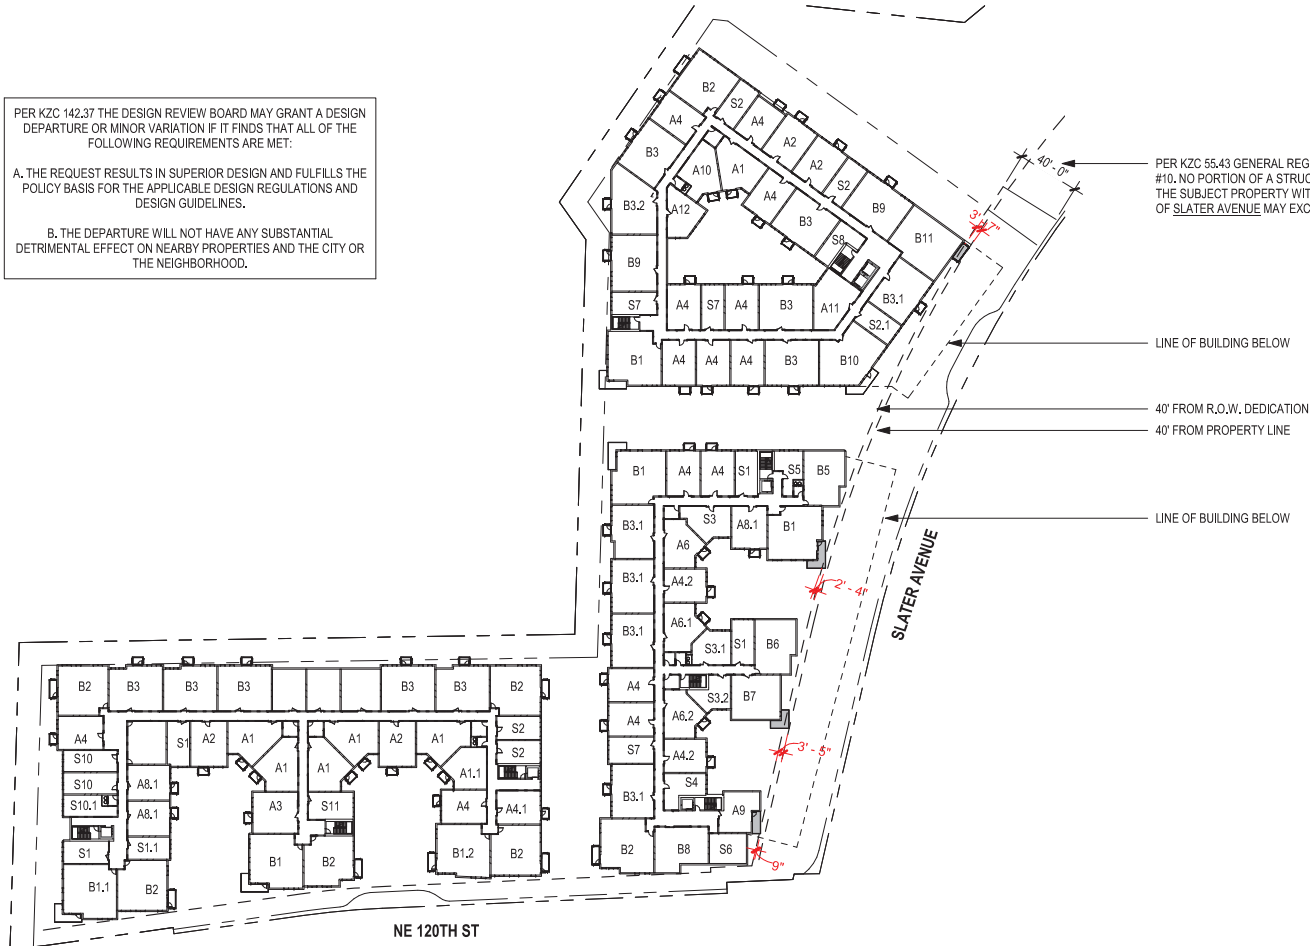 PER KZC 142.37 THE DESIGN REVIEW BOARD MAY GRANT A DESIGN
DEPARTURE OR MINOR VARIATION IF IT FINDS THAT ALL OF THE
FOLLOWING REQUIREMENTS ARE MET:
A. THE REQUEST RESULTS IN SUPERIOR DESIGN AND FULFILLS THE
POLICY BASIS FOR THE APPLICABLE DESIGN REGULATIONS AND
DESIGN GUIDELINES.
B. THE DEPARTURE WILL NOT HAVE ANY SUBSTANTIAL
DETRIMENTAL EFFECT ON NEARBY PROPERTIES AND THE CITY OR
THE NEIGHBORHOOD.
40' - 0"
PER KZC 55.43 GENERAL REG
#10. NO PORTION OF A STRUC
THE SUBJECT PROPERTY WIT
OF SLATER AVENUE MAY EXC
3' - 7"
LINE OF BUILDING BELOW
40' FROM R.O.W. DEDICATION
40' FROM PROPERTY LINE
LINE OF BUILDING BELOW
SLATER AVENUE
2' - 4"
3' - 5"
9"
NE 120TH ST
B2
S2
A4
A2
A2
S2
B9
B11
A4
B3
B3.2
B9
S7
B1
A10
A1
A12
A4
B3
S8
B3.1
S2.1
A4
S7
A4
B3
A11
A4
A4
A4
B3
B10
B1
A4
A4
S1
S5
B5
B3.1
S3
A8.1
B1
A6
B3.1
A4.2
B3.1
A6.1
S3.1
S1
B6
A4
S3.2
B7
A4
A6.2
S7
A4.2
B3.1
S4
A9
B2
B8
S6
B2
B3
B3
B3
B3
B3
B2
A4
S1
A2
A1
A1
A2
A1
S2
S2
S10
S10
S10.1
A8.1
A8.1
A1
A1
A1.1
A3
S11
A4
A4.1
S1
S1.1
B1
B2
B1.2
B2
B1.1
B2